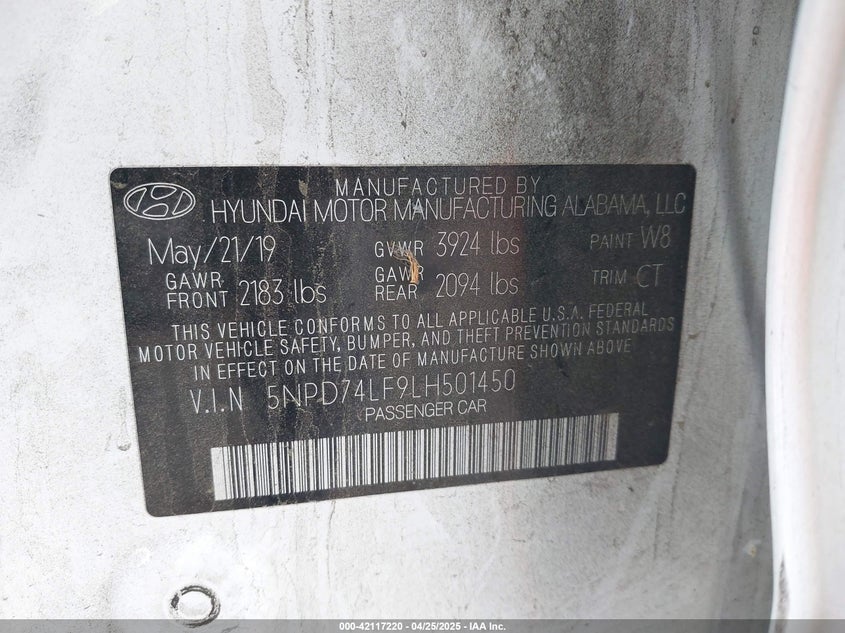 MANUFACTURED BY
HYUNDAI MOTOR MANUFACTURING ALABAMA, LLC
May/21/19 GVWR 3924 lbs PAINT W8
GAWR FRONT 2183 lbs GAWR REAR 2094 lbs TRIM CT
THIS VEHICLE CONFORMS TO ALL APPLICABLE U.S.A. FEDERAL
MOTOR VEHICLE SAFETY, BUMPER, AND THEFT PREVENTION STANDARDS
IN EFFECT ON THE DATE OF MANUFACTURE SHOWN ABOVE
V.I.N 5NPD74LF9LH501450
PASSENGER CAR
000-42117220 - 04/25/2025 - IAA Inc.